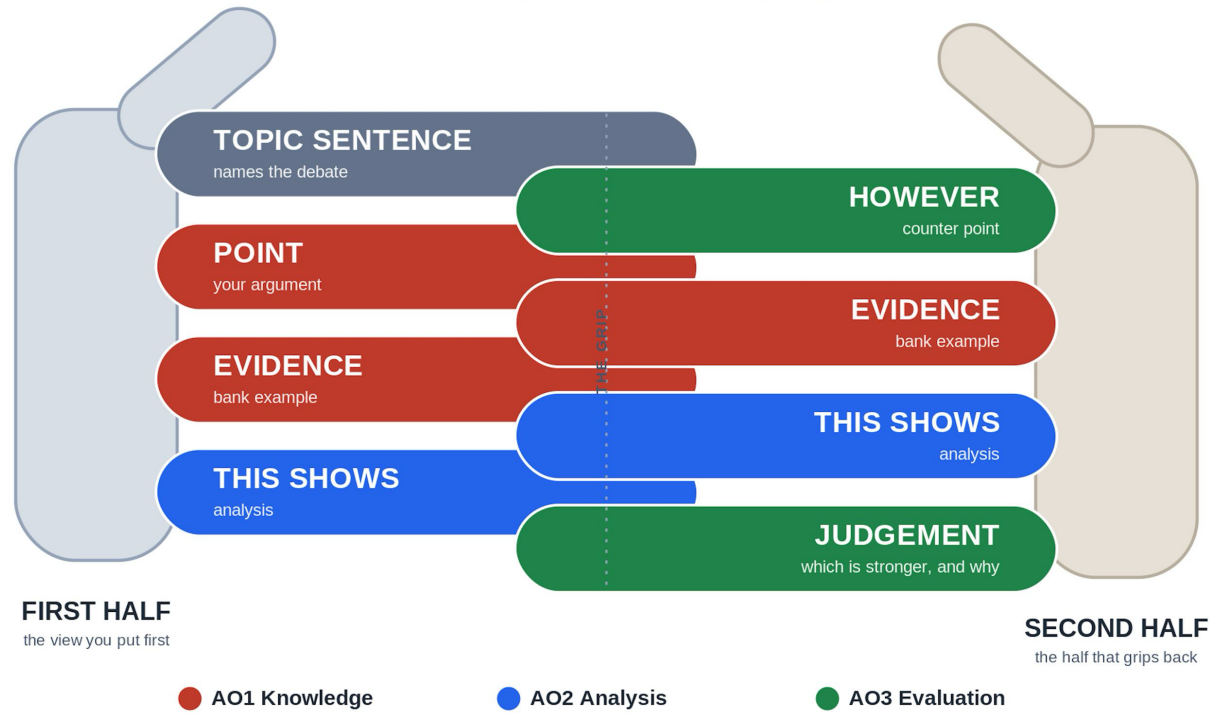 TOPIC SENTENCE
names the debate
HOWEVER
counter point
POINT
your argument
EVIDENCE
bank example
EVIDENCE
bank example
THIS SHOWS
analysis
THIS SHOWS
analysis
JUDGEMENT
which is stronger, and why
THE GRIP
FIRST HALF
the view you put first
SECOND HALF
the half that grips back
AO1 Knowledge
AO2 Analysis
AO3 Evaluation